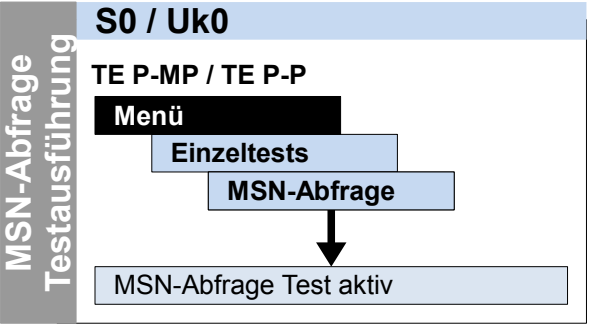 MSN-Abfrage
Testausführung
S0 / Uk0
TE P-MP / TE P-P
Menü
Einzeltests
MSN-Abfrage
MSN-Abfrage Test aktiv